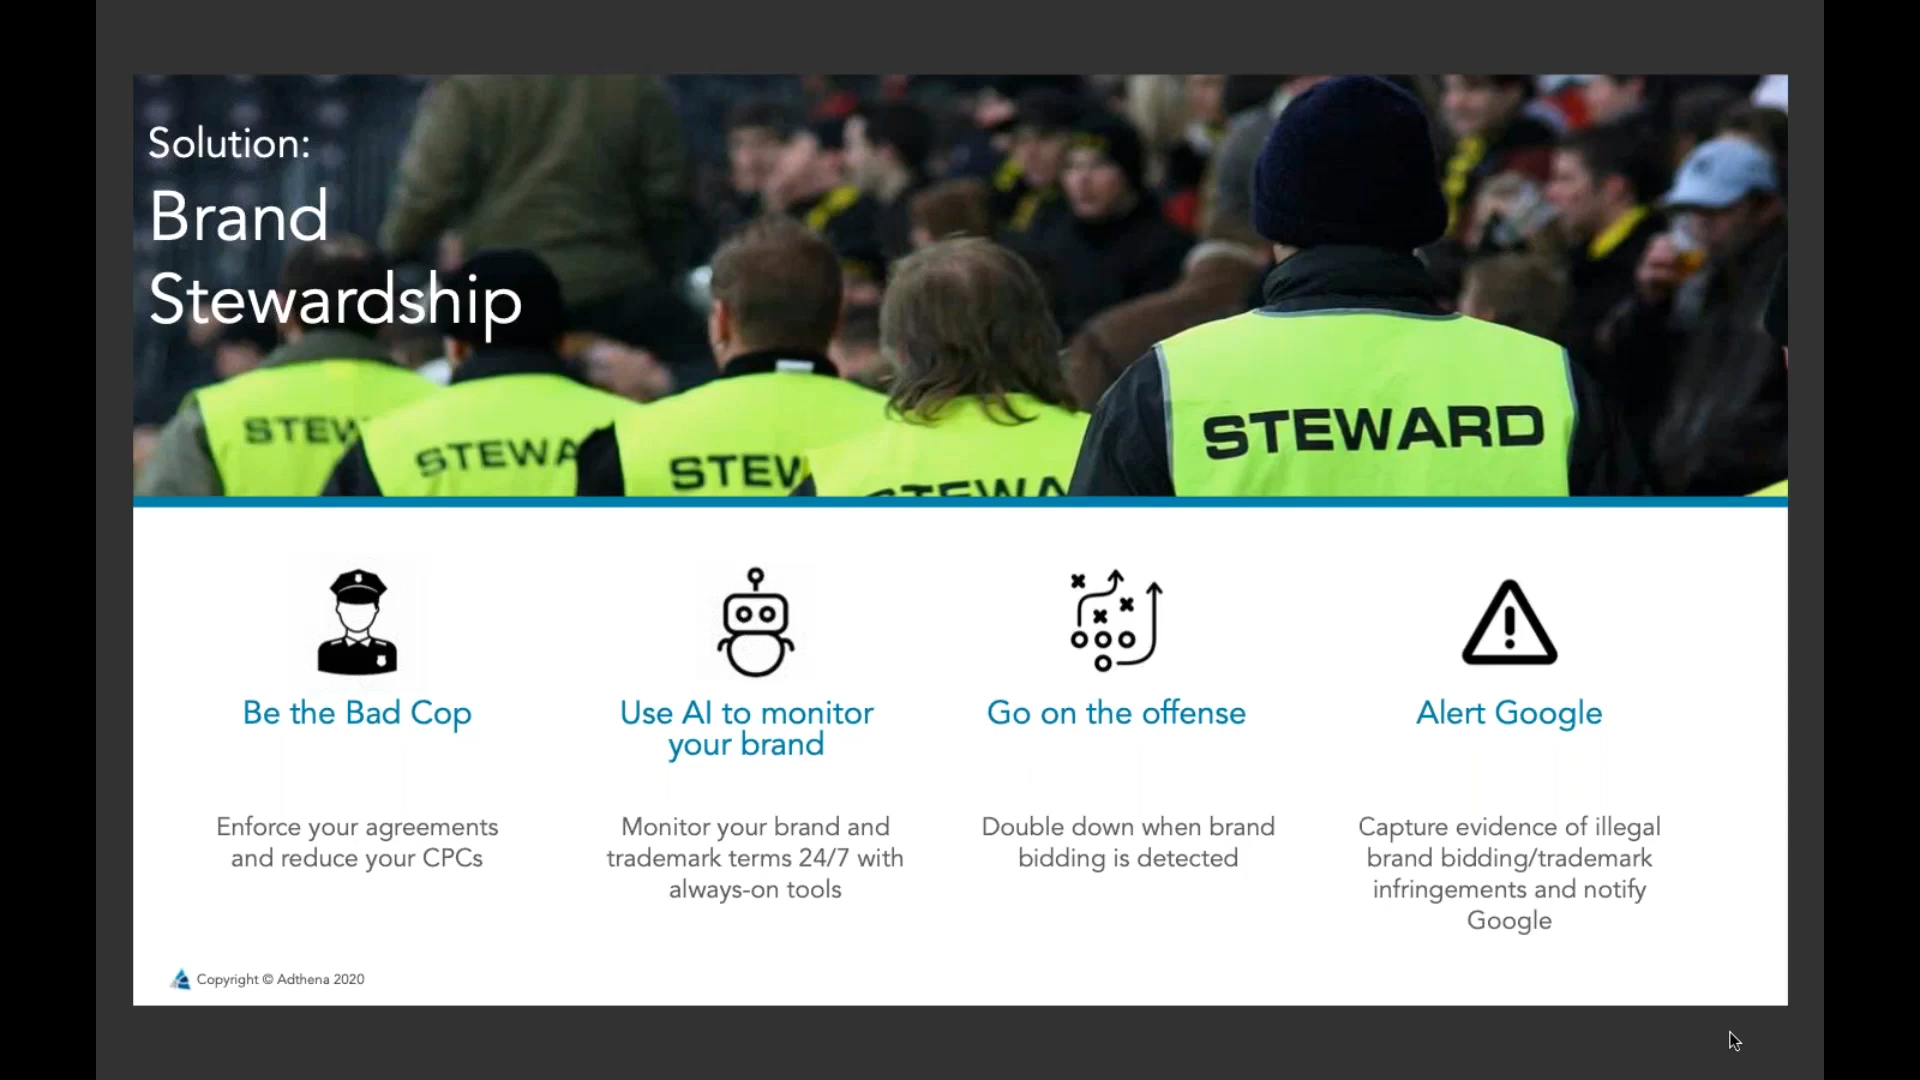 Solution:
Brand
Stewardship
STEW
STEWA
STEW
STEWA
STEWARD
Be the Bad Cop
Use AI to monitor
your brand
Go on the offense
Alert Google
Enforce your agreements
and reduce your CPCs
Monitor your brand and
trademark terms 24/7 with
always-on tools
Double down when brand
bidding is detected
Capture evidence of illegal
brand bidding/trademark
infringements and notify
Google
Copyright © Adthena 2020